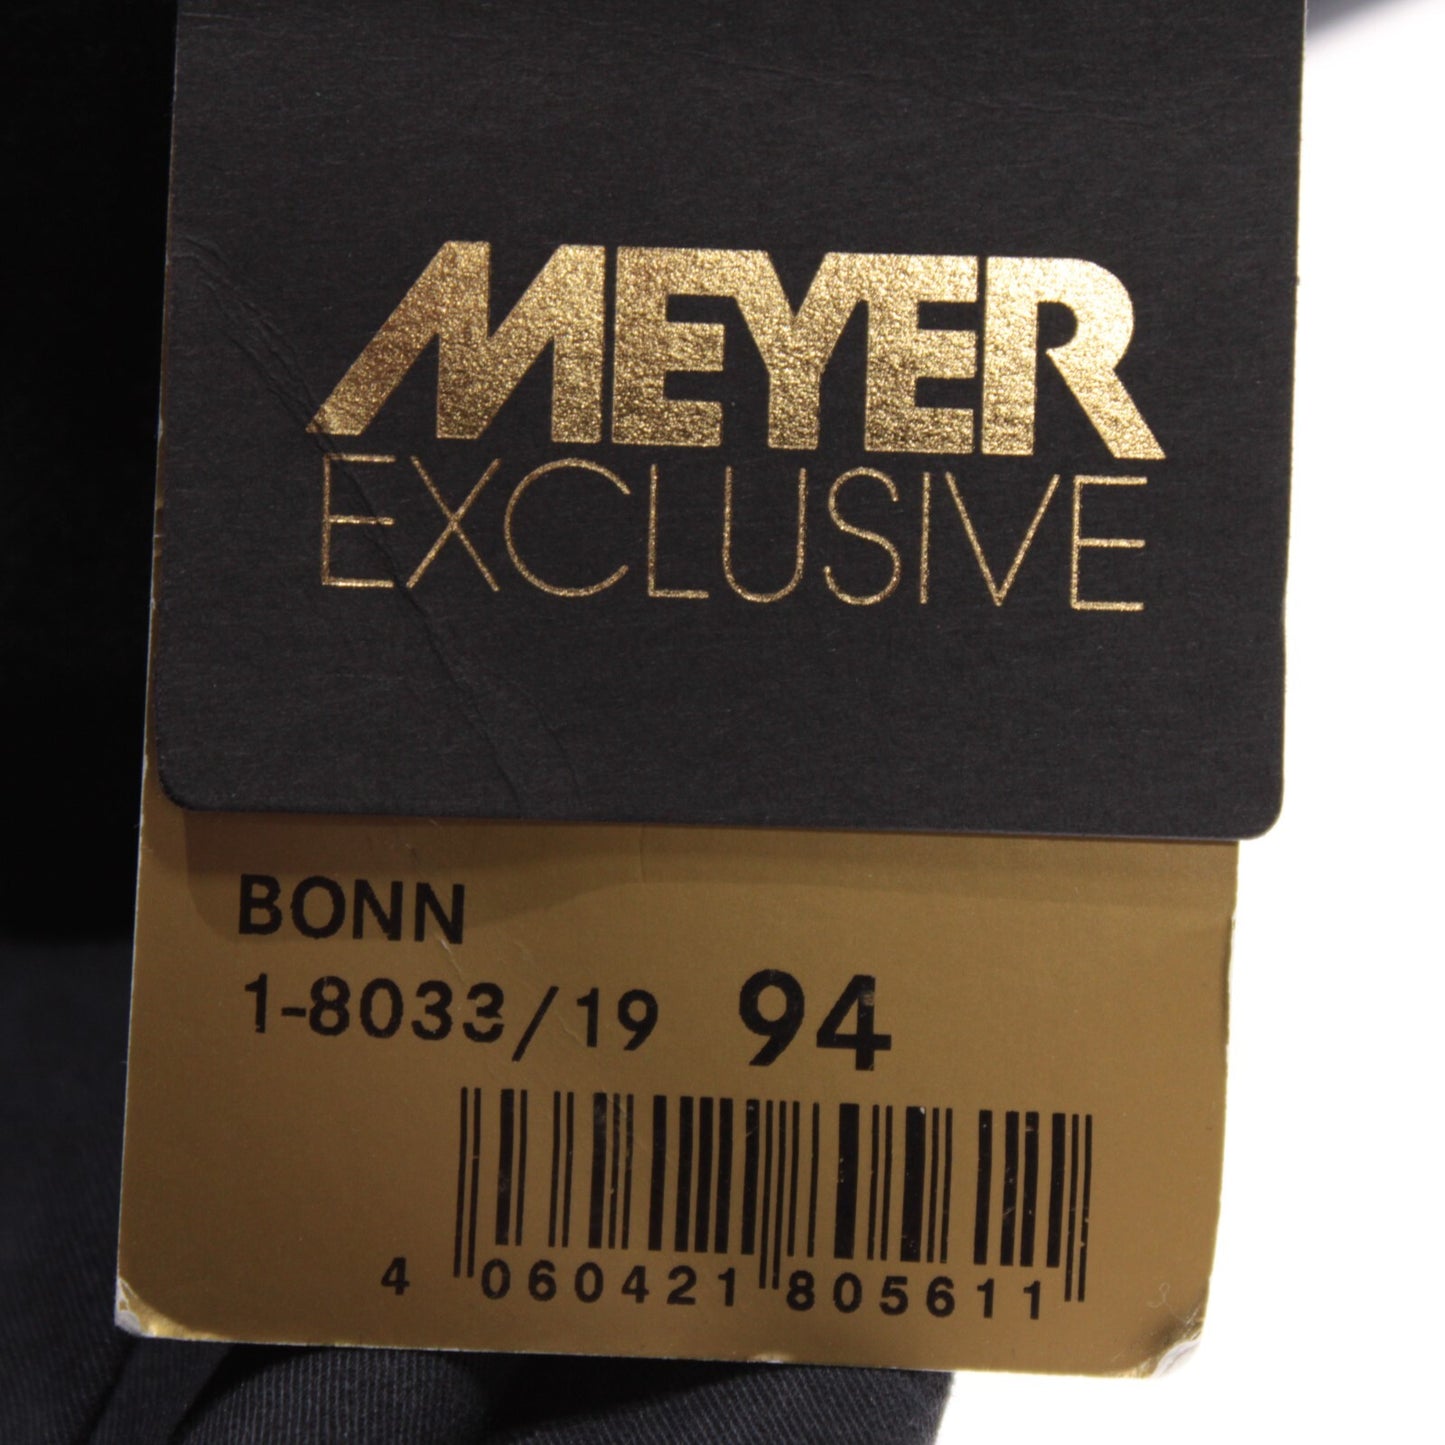 MEYER
EXCLUSIVE
BONN
1-8033/19 94
4 060421 805611